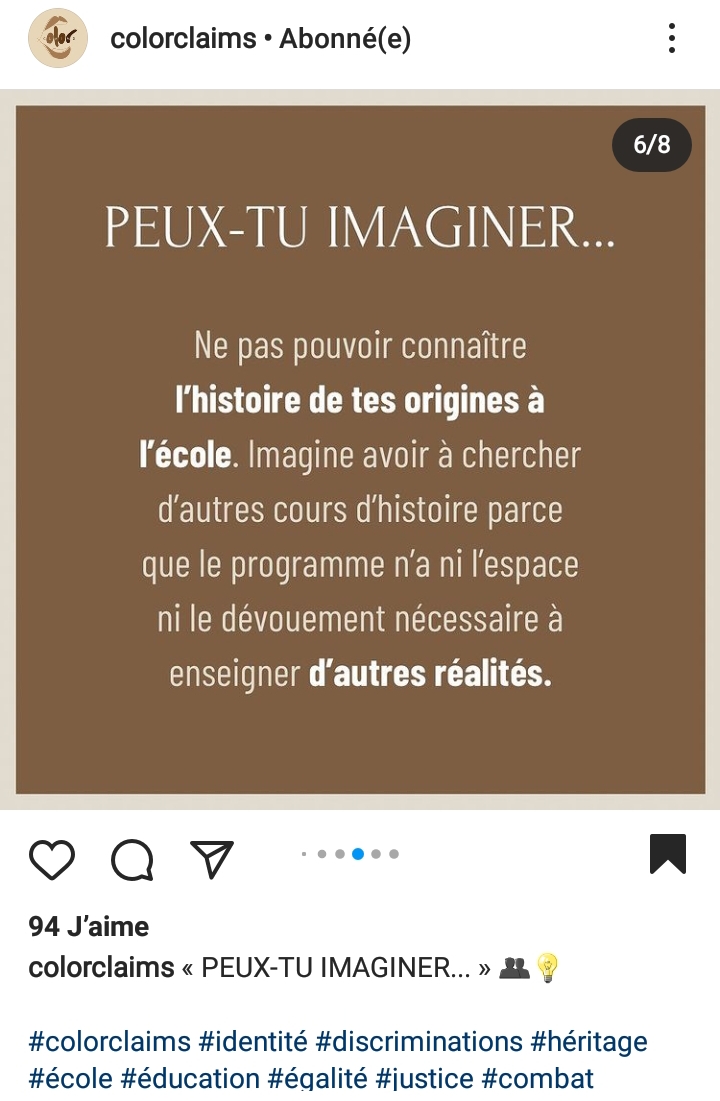 color
colorclaims • Abonné(e)
6/8
PEUX-TU IMAGINER...
Ne pas pouvoir connaître
l’histoire de tes origines à
l’école. Imagine avoir à chercher
d’autres cours d’histoire parce
que le programme n’a ni l’espace
ni le dévouement nécessaire à
enseigner d’autres réalités.
94 J’aime
colorclaims « PEUX-TU IMAGINER... » 👥💡
#colorclaims #identité #discriminations #héritage
#école #éducation #égalité #justice #combat